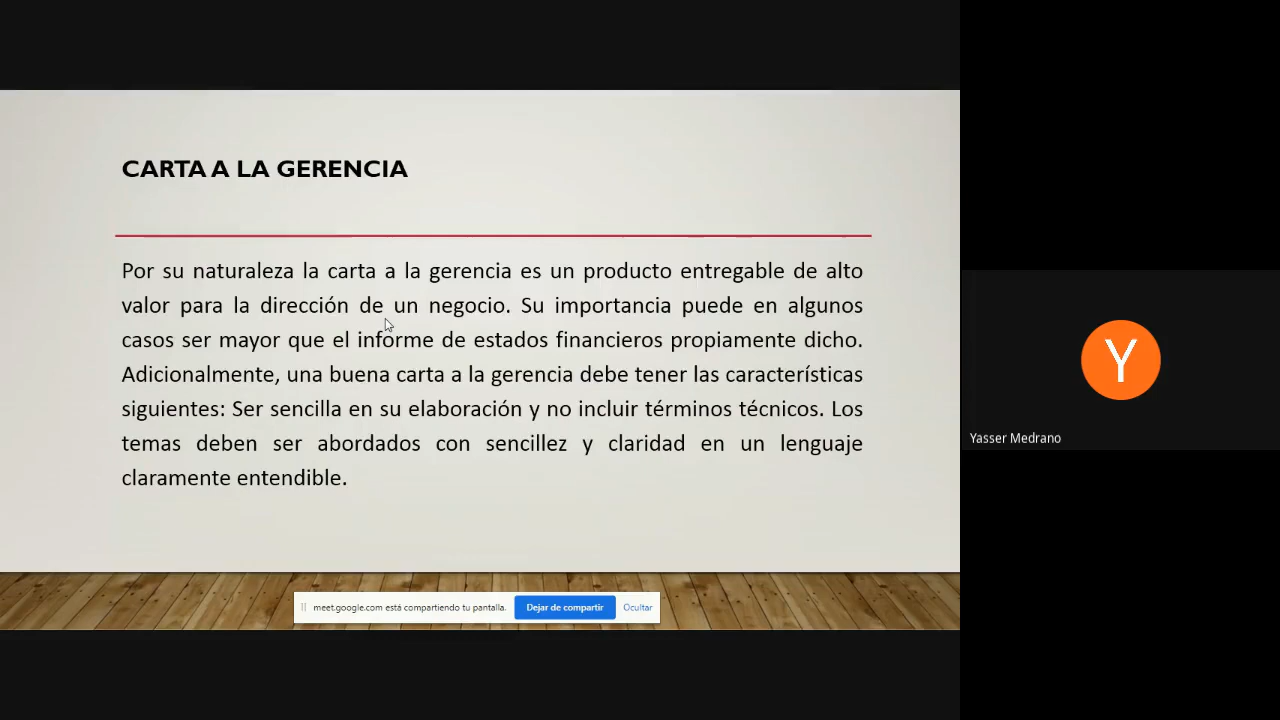 CARTA A LA GERENCIA
Por su naturaleza la carta a la gerencia es un producto entregable de alto
valor para la dirección de un negocio. Su importancia puede en algunos
casos ser mayor que el informe de estados financieros propiamente dicho.
Adicionalmente, una buena carta a la gerencia debe tener las características
siguientes: Ser sencilla en su elaboración y no incluir términos técnicos. Los
temas deben ser abordados con sencillez y claridad en un lenguaje
claramente entendible.
meet.google.com está compartiendo tu pantalla. Dejar de compartir Ocultar
Y
Yasser Medrano